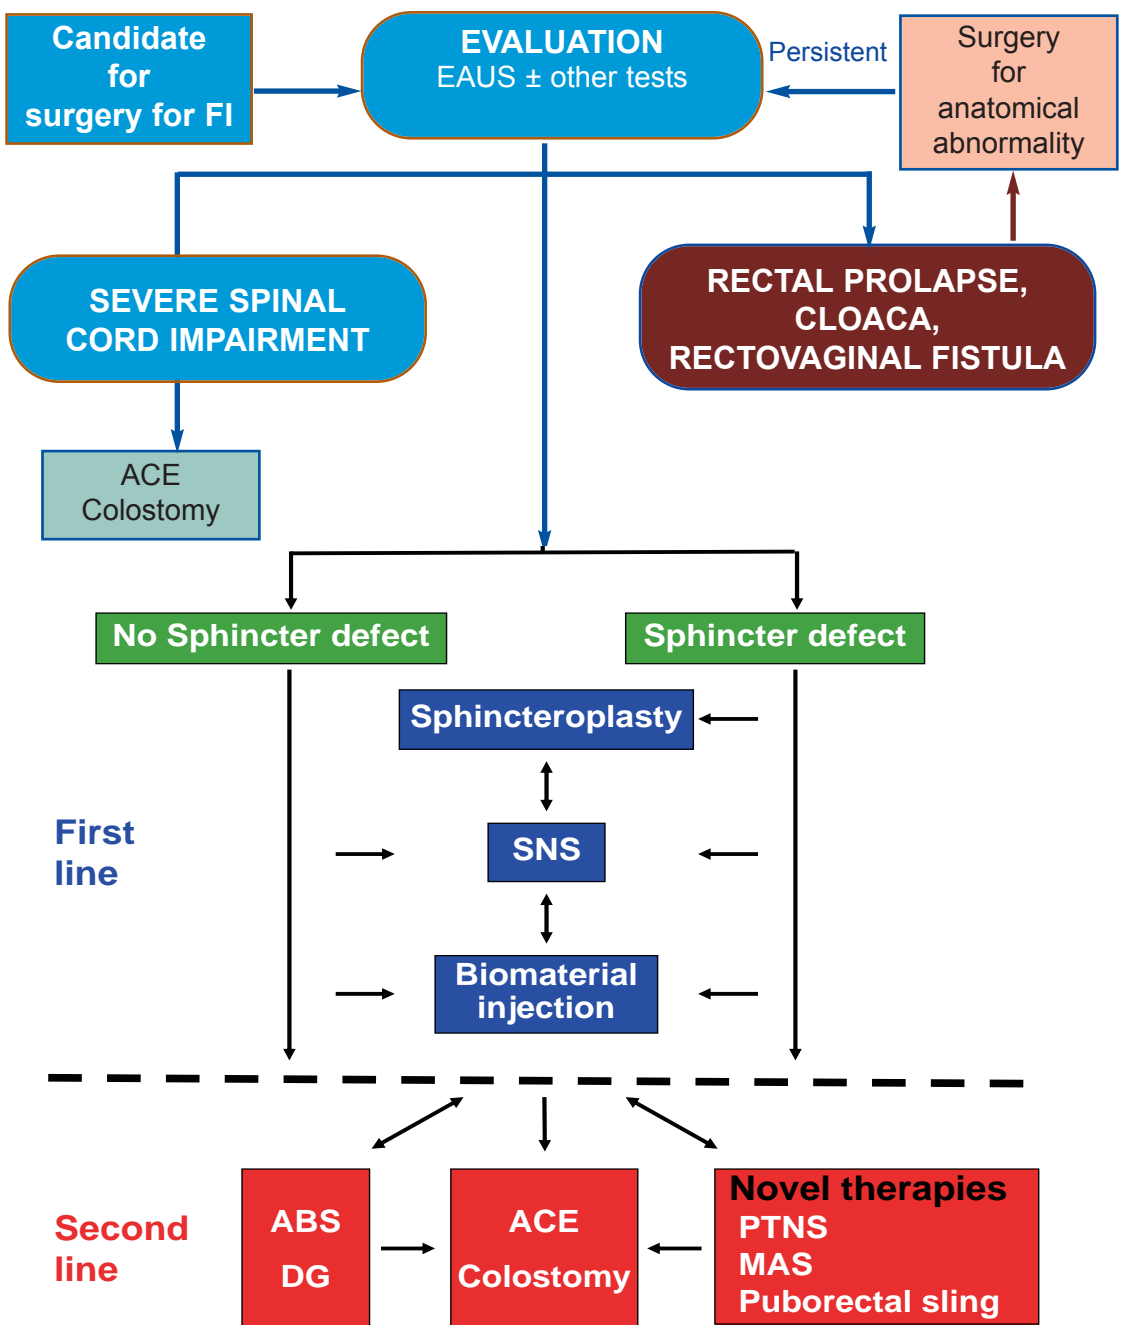 Candidate
for
surgery for FI
EVALUATION
EAUS ± other tests
Persistent
Surgery
for
anatomical
abnormality
SEVERE SPINAL
CORD IMPAIRMENT
RECTAL PROLAPSE,
CLOACA,
RECTOVAGINAL FISTULA
ACE
Colostomy
No Sphincter defect
Sphincter defect
Sphincteroplasty
First
line
SNS
Biomaterial
injection
Second
line
ABS
DG
ACE
Colostomy
Novel therapies
PTNS
MAS
Puborectal sling